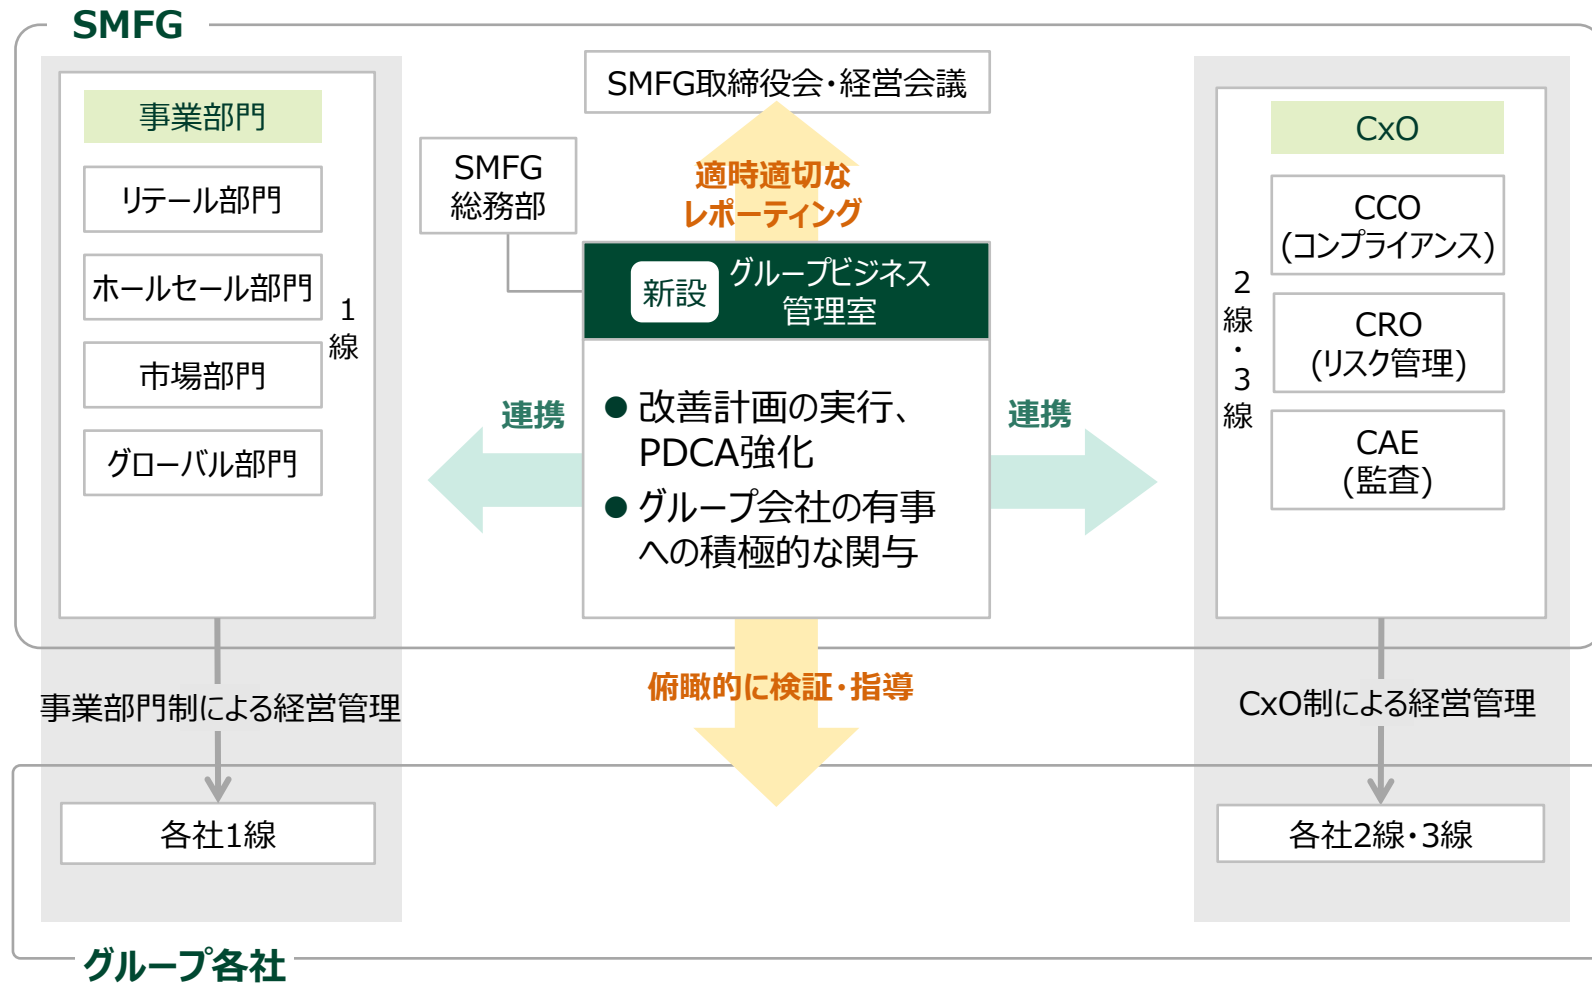 SMFG
SMFG取締役会・経営会議
事業部門
リテール部門
ホールセール部門
市場部門
グローバル部門
1
線
SMFG
総務部
適時適切な
レポーティング
新設
グループビジネス
管理室
連携
● 改善計画の実行、
PDCA強化
● グループ会社の有事
への積極的な関与
連携
CxO
CCO
(コンプライアンス)
CRO
(リスク管理)
CAE
(監査)
2
線
・
3
線
事業部門制による経営管理
俯瞰的に検証・指導
CxO制による経営管理
各社1線
各社2線・3線
グループ各社